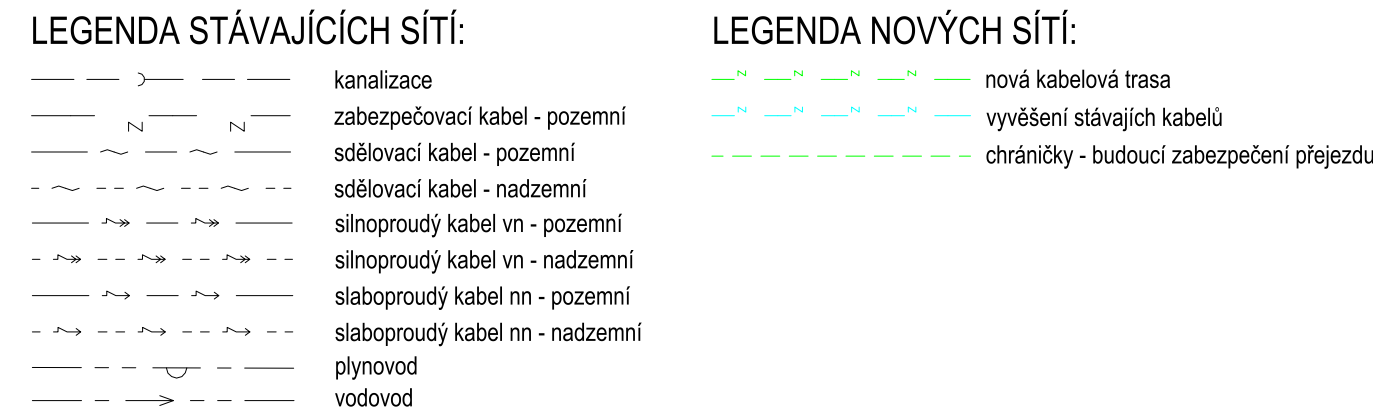 LEGENDA STÁVAJÍCÍCH SÍTÍ:
kanalizace
zabezpečovací kabel - pozemní
sdělovací kabel - pozemní
sdělovací kabel - nadzemní
silnoproudý kabel vn - pozemní
silnoproudý kabel vn - nadzemní
slaboproudý kabel nn - pozemní
slaboproudý kabel nn - nadzemní
plynovod
vodovod
LEGENDA NOVÝCH SÍTÍ:
nová kabelová trasa
vyvěšení stávajích kabelů
chráničky - budoucí zabezpečení přejezdu